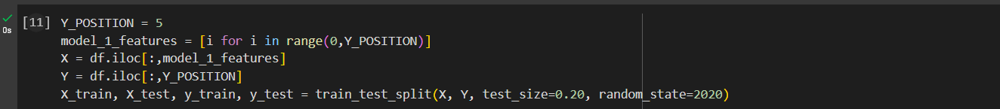 [11] Y_POSITION = 5
model_1_features = [i for i in range(0,Y_POSITION)]
0s
X = df.iloc[:,model_1_features]
Y = df.iloc[:,Y_POSITION]
X_train, X_test, y_train, y_test = train_test_split(X, Y, test_size=0.20, random_state=2020)